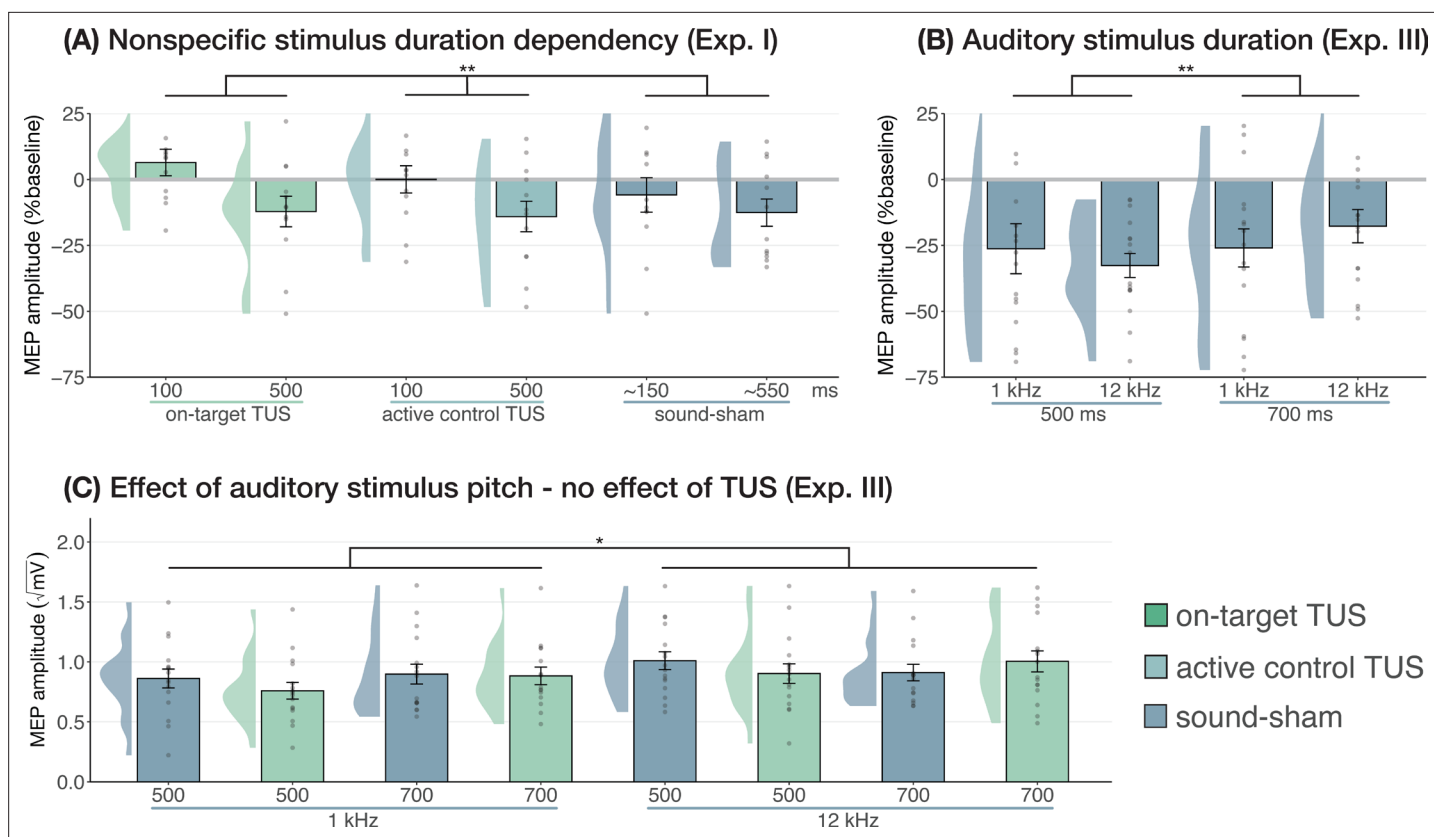 (A) Nonspecific stimulus duration dependency (Exp. I)
**
MEP amplitude (%baseline)
25
0
−25
−50
−75
100 500 100 500 ~150 ~550 ms
on-target TUS active control TUS sound-sham
(B) Auditory stimulus duration (Exp. III)
**
MEP amplitude (%baseline)
25
0
−25
−50
−75
1 kHz 12 kHz 1 kHz 12 kHz
500 ms 700 ms
(C) Effect of auditory stimulus pitch - no effect of TUS (Exp. III)
*
MEP amplitude (√mV)
2.0
1.5
1.0
0.5
0.0
500 500 700 700 500 500 700 700
1 kHz 12 kHz
on-target TUS
active control TUS
sound-sham